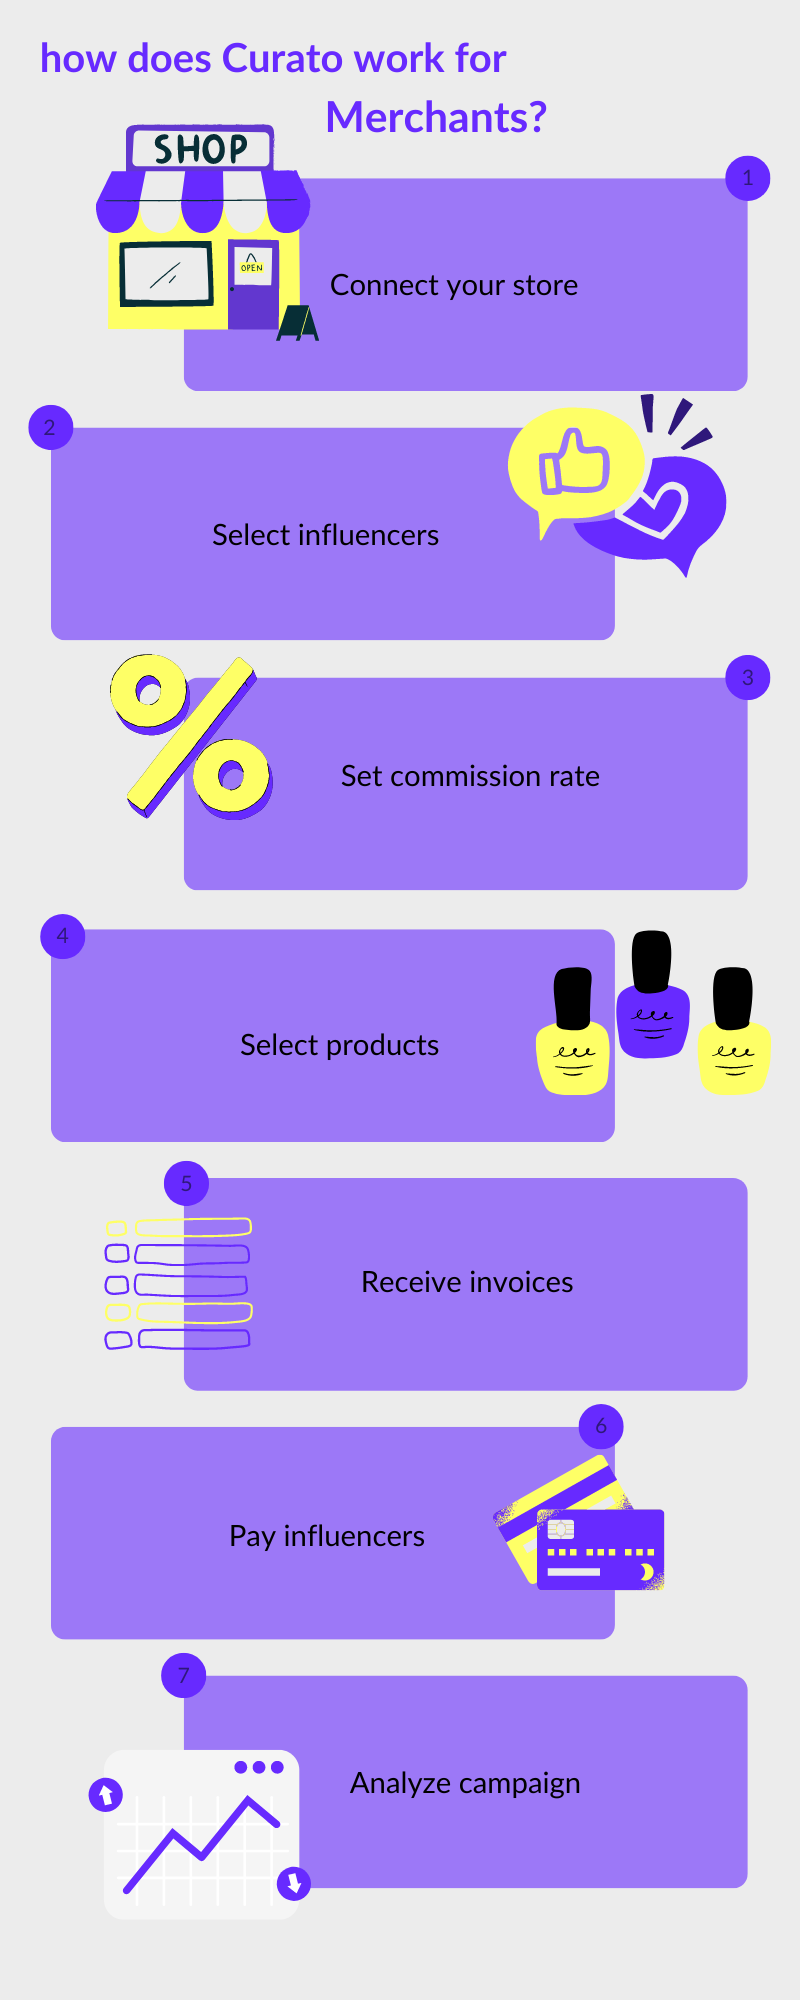 how does Curato work for
Merchants?
SHOP
1
OPEN
Connect your store
2
Select influencers
3
Set commission rate
4
Select products
5
Receive invoices
6
Pay influencers
7
Analyze campaign